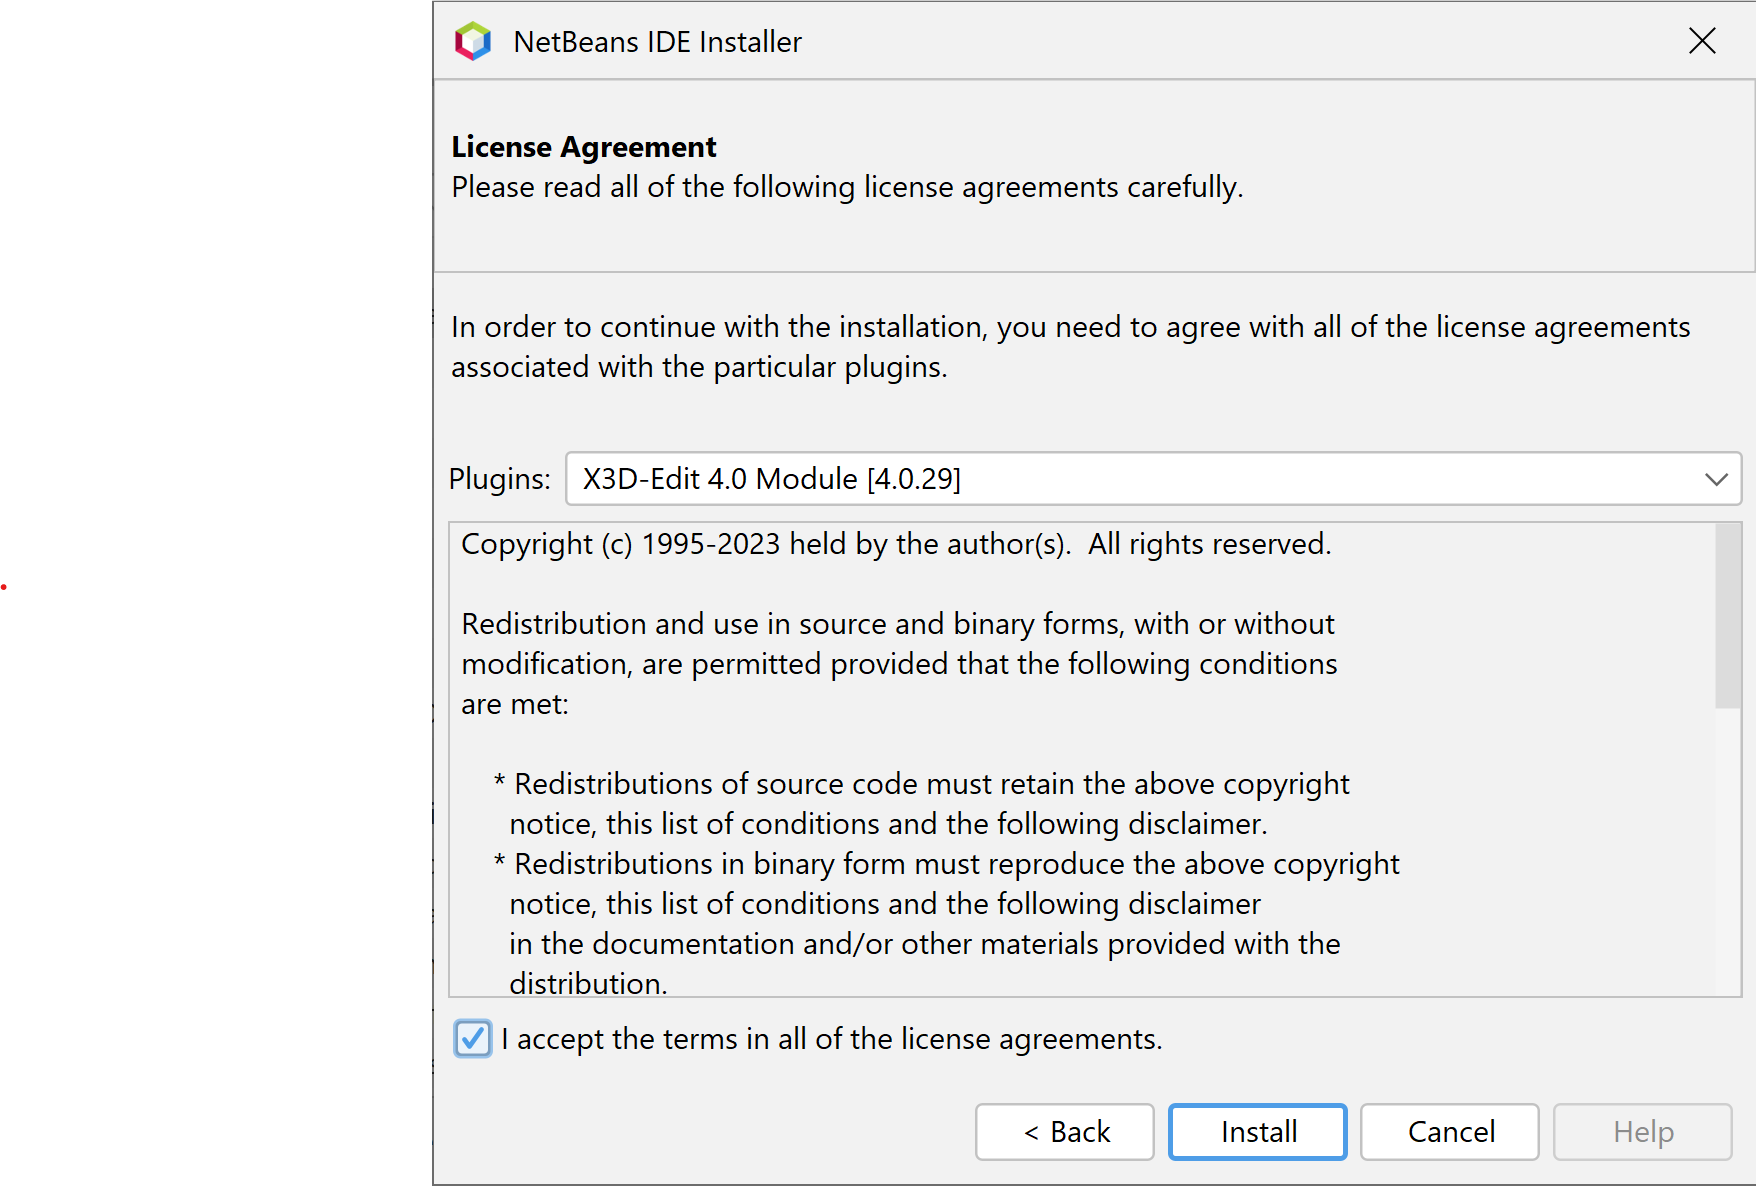 NetBeans IDE Installer
License Agreement
Please read all of the following license agreements carefully.
In order to continue with the installation, you need to agree with all of the license agreements
associated with the particular plugins.
Plugins: X3D-Edit 4.0 Module [4.0.29]
Copyright (c) 1995-2023 held by the author(s).  All rights reserved.
Redistribution and use in source and binary forms, with or without
modification, are permitted provided that the following conditions
are met:
* Redistributions of source code must retain the above copyright
notice, this list of conditions and the following disclaimer.
* Redistributions in binary form must reproduce the above copyright
notice, this list of conditions and the following disclaimer
in the documentation and/or other materials provided with the
distribution.
I accept the terms in all of the license agreements.
< Back Install Cancel Help